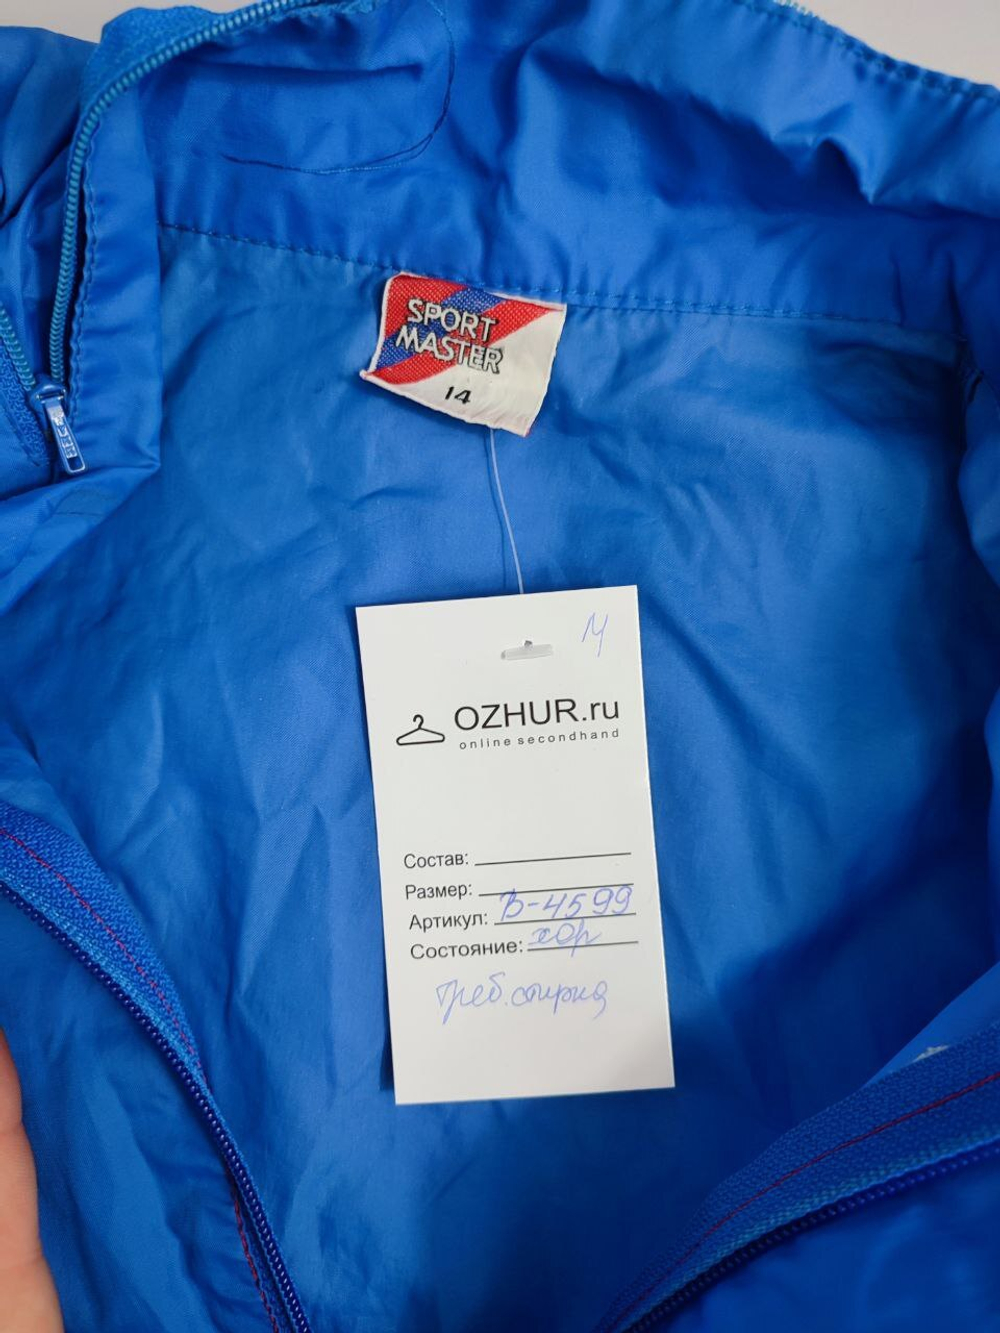 SPORT
MASTER
14
M
OZHUR.ru
online secondhand
Состав:
Размер:
Артикул: В-4599
Состояние: хор
треб. стирка